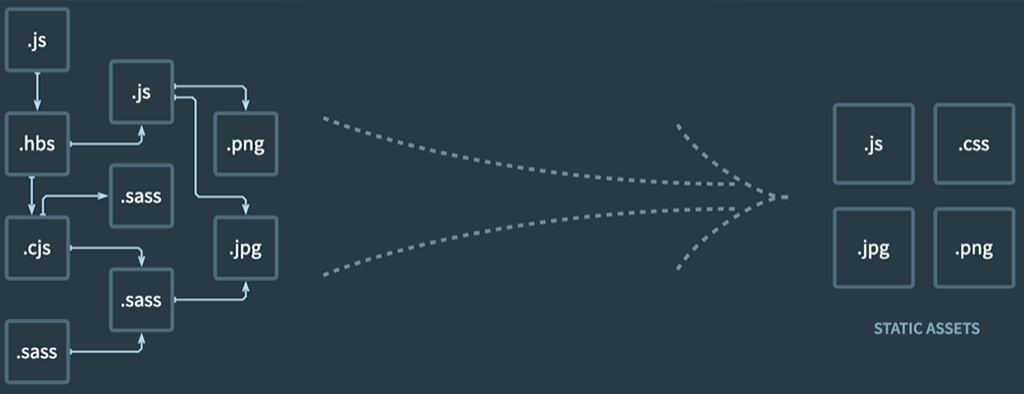 .js
.js
.hbs
.png
.sass
.cjs
.jpg
.sass
.sass
.js
.css
.jpg
.png
STATIC ASSETS